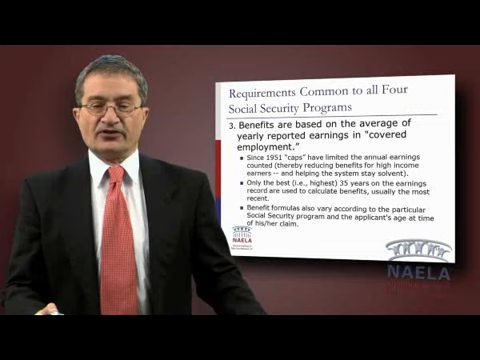 Requirements Common to all Four
Social Security Programs
3. Benefits are based on the average of
yearly reported earnings in "covered
employment."
Since 1951 "caps" have limited the annual earnings
counted (thereby reducing benefits for high income
earners -- and helping the system stay solvent).
Only the best (i.e., highest) 35 years on the earnings
record are used to calculate benefits, usually the most
recent.
Benefit formulas also vary according to the particular
Social Security program and the applicant's age at time
of his/her claim.
NAELA
NAELA